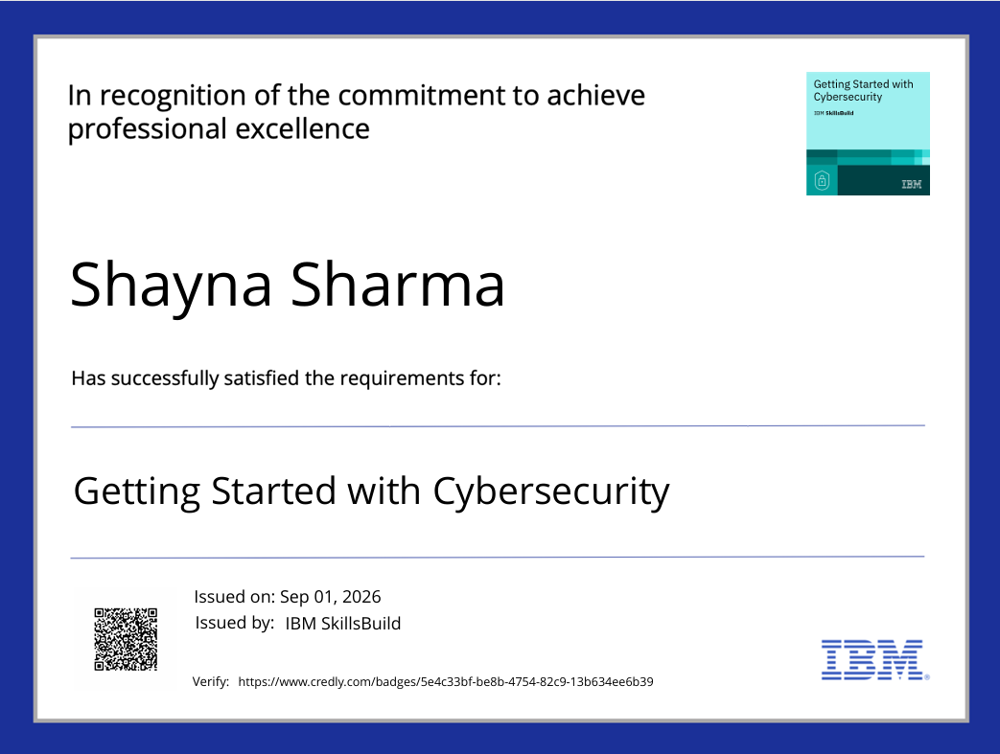 In recognition of the commitment to achieve
professional excellence
Getting Started with
Cybersecurity
IBM SkillsBuild
IBM
Shayna Sharma
Has successfully satisfied the requirements for:
Getting Started with Cybersecurity
Issued on: Sep 01, 2026
Issued by: IBM SkillsBuild
Verify: https://www.credly.com/badges/5e4c33bf-be8b-4754-82c9-13b634ee6b39
IBM®